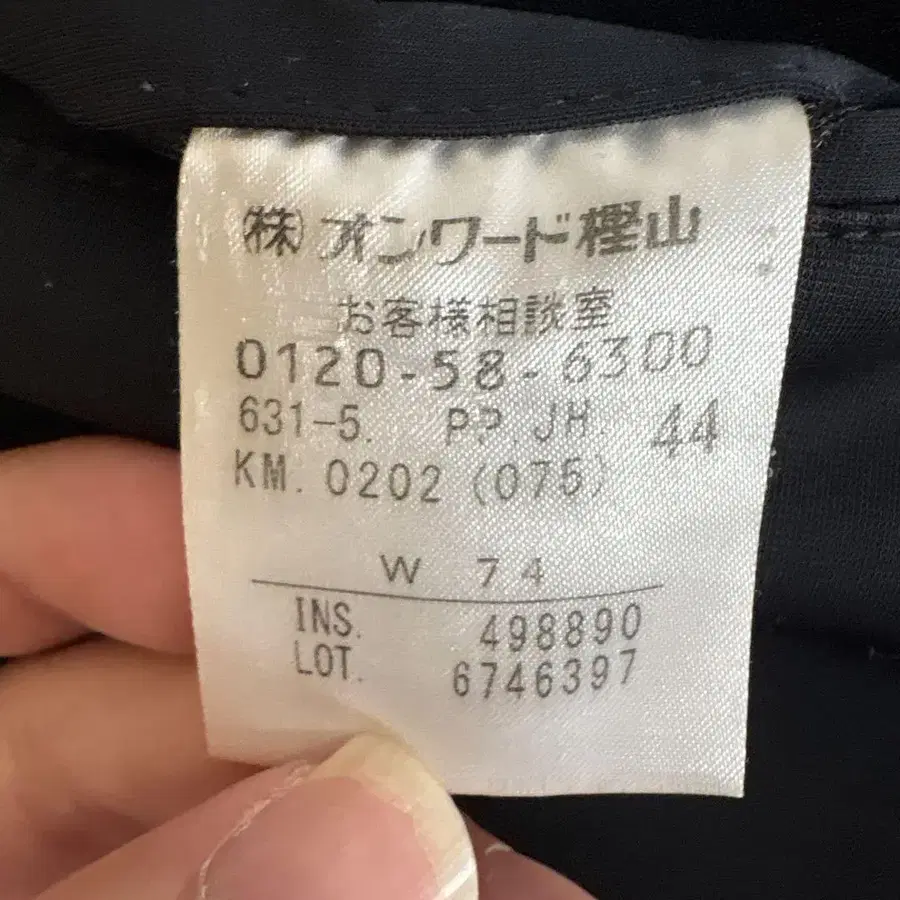 (株)オンワード樫山
お客様相談室
0120-58-6300
631-5. P.P. JH. 44
KM. 0202 (075)
W 74
INS. 498890
LOT. 6746397